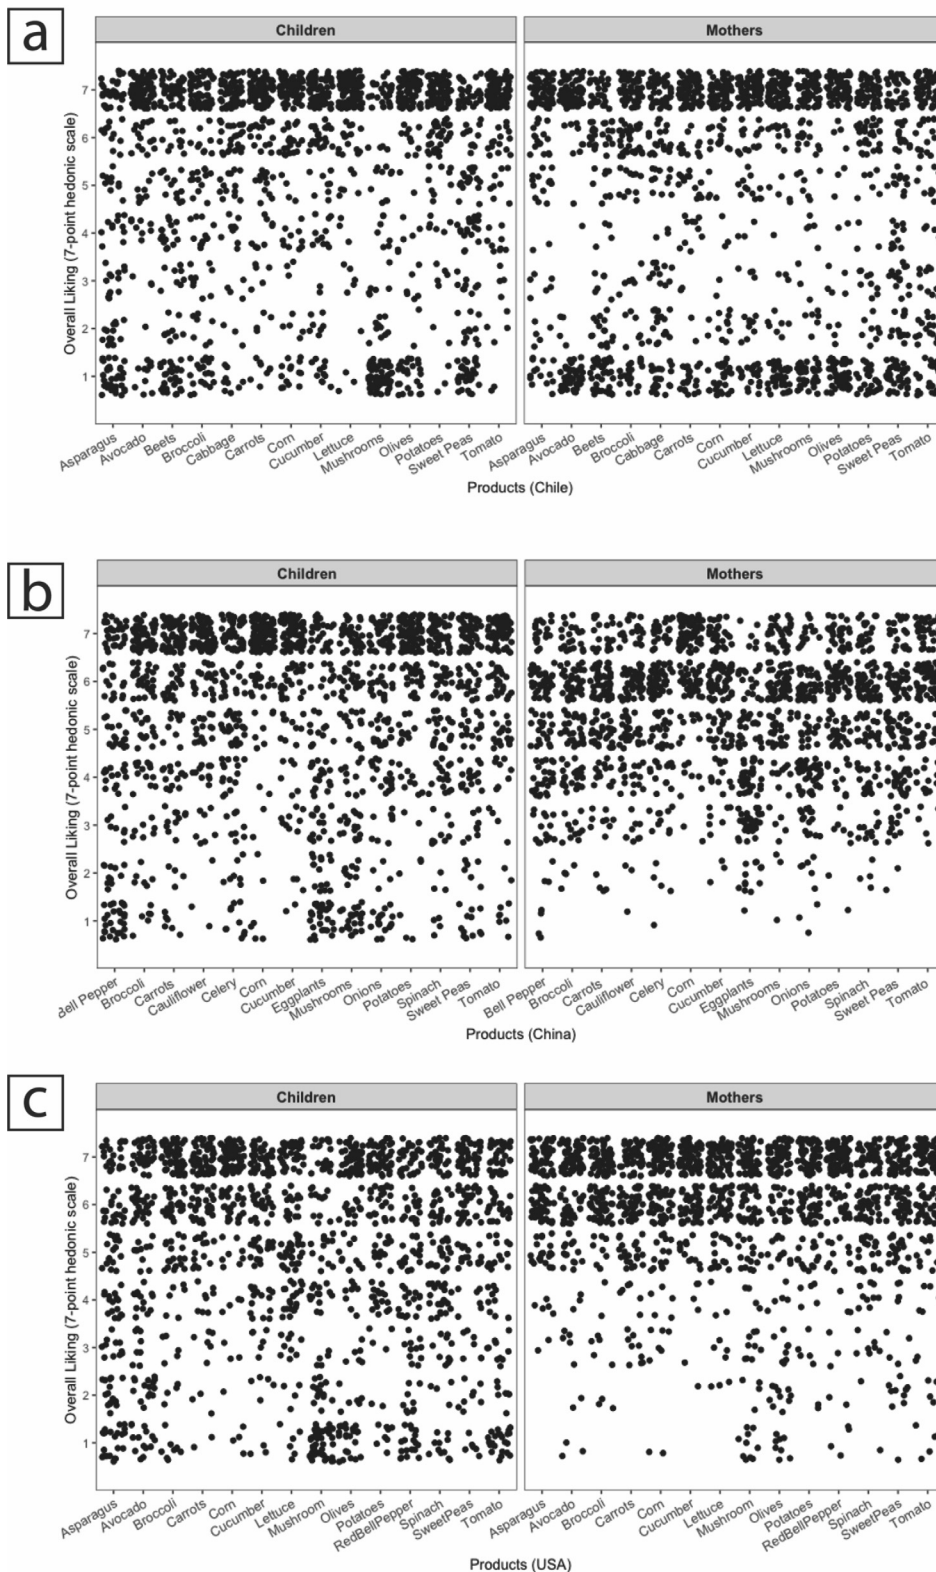 a
Children Mothers
Overall Liking (7-point hedonic scale)
7
6
5
4
3
2
1
Asparagus Avocado Beets Broccoli Cabbage Carrots Corn Cucumber Lettuce Mushrooms Olives Potatoes Sweet Peas Tomato Asparagus Avocado Beets Broccoli Cabbage Carrots Corn Cucumber Lettuce Mushrooms Olives Potatoes Sweet Peas Tomato
Products (Chile)
b
Children Mothers
Overall Liking (7-point hedonic scale)
7
6
5
4
3
2
1
Bell Pepper Broccoli Carrots Cauliflower Celery Corn Cucumber Eggplants Mushrooms Onions Potatoes Spinach Sweet Peas Tomato Bell Pepper Broccoli Carrots Cauliflower Celery Corn Cucumber Eggplants Mushrooms Onions Potatoes Spinach Sweet Peas Tomato
Products (China)
c
Children Mothers
Overall Liking (7-point hedonic scale)
7
6
5
4
3
2
1
Asparagus Avocado Broccoli Carrots Corn Cucumber Lettuce Mushroom Olives Potatoes RedBellPepper Spinach SweetPeas Tomato Asparagus Avocado Broccoli Carrots Corn Cucumber Lettuce Mushroom Olives Potatoes RedBellPepper Spinach SweetPeas Tomato
Products (USA)